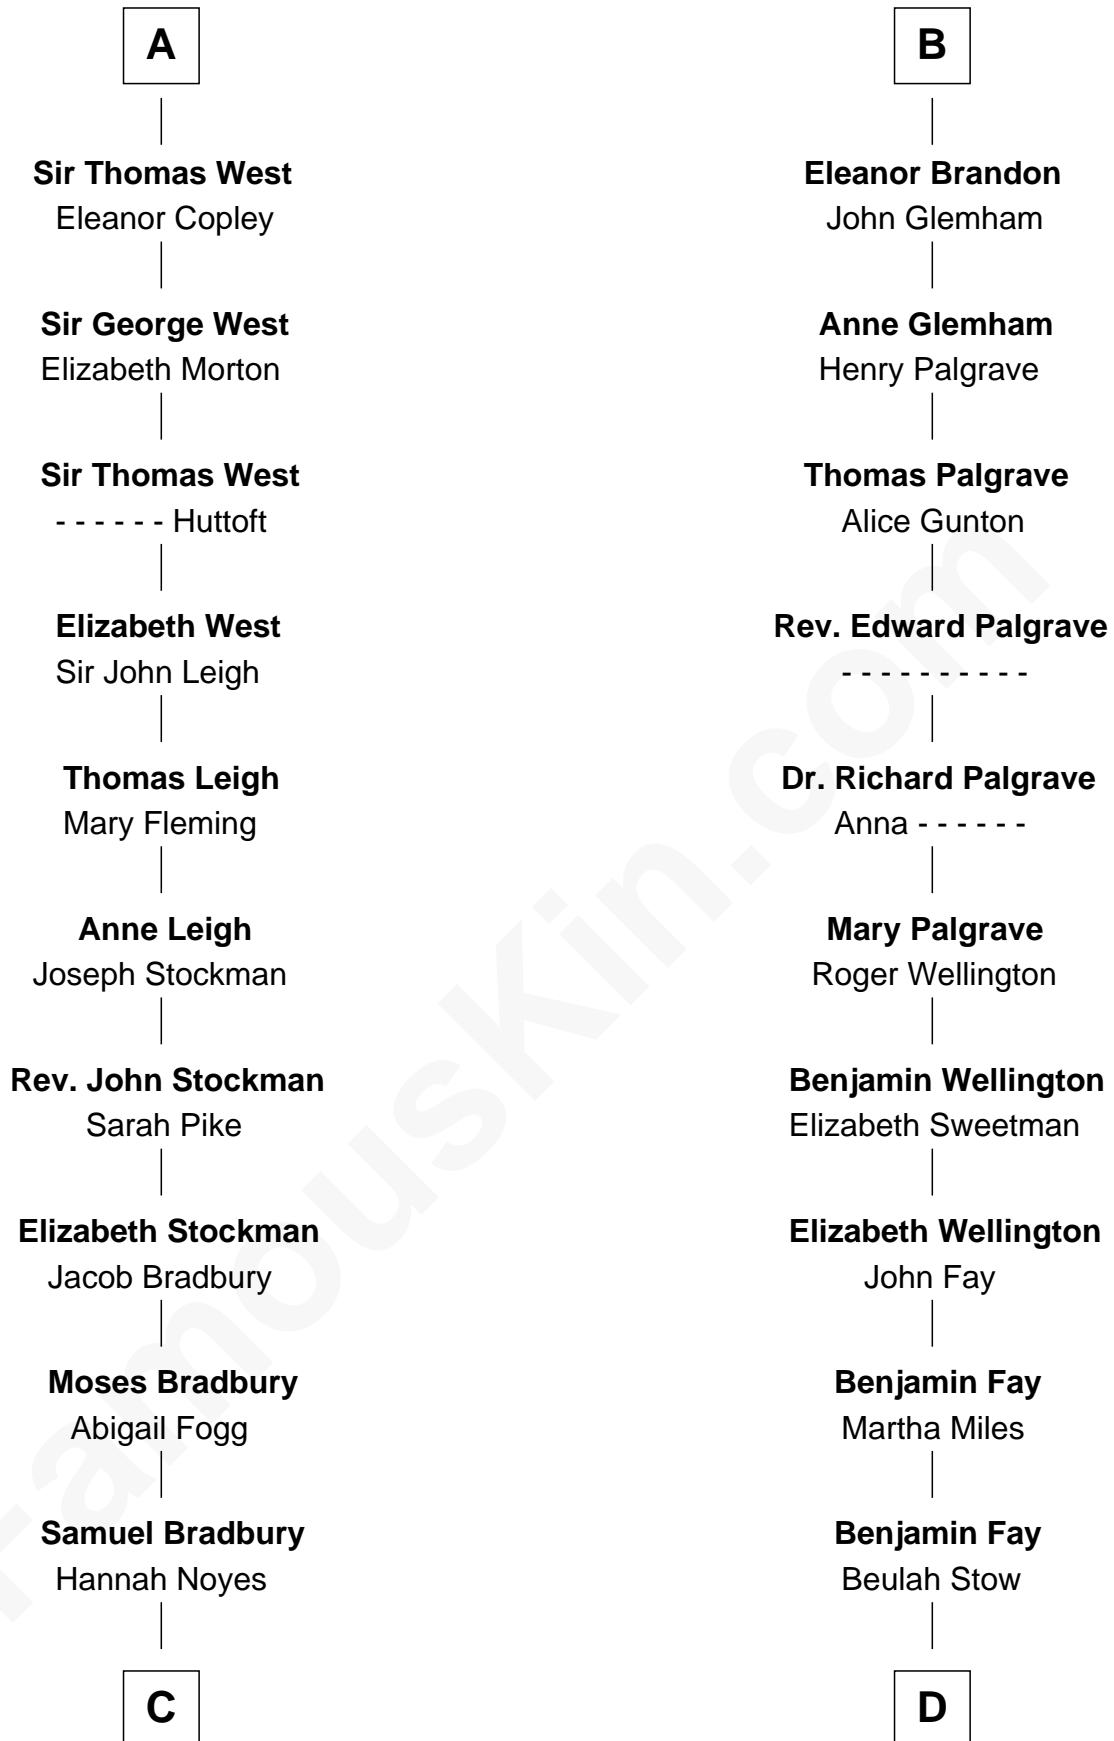 A
Sir Thomas West
Eleanor Copley
Sir George West
Elizabeth Morton
Sir Thomas West
- - - - - - Huttoft
Elizabeth West
Sir John Leigh
Thomas Leigh
Mary Fleming
Anne Leigh
Joseph Stockman
Rev. John Stockman
Sarah Pike
Elizabeth Stockman
Jacob Bradbury
Moses Bradbury
Abigail Fogg
Samuel Bradbury
Hannah Noyes
C
B
Eleanor Brandon
John Glemham
Anne Glemham
Henry Palgrave
Thomas Palgrave
Alice Gunton
Rev. Edward Palgrave
- - - - - - - - - -
Dr. Richard Palgrave
Anna - - - - - -
Mary Palgrave
Roger Wellington
Benjamin Wellington
Elizabeth Sweetman
Elizabeth Wellington
John Fay
Benjamin Fay
Martha Miles
Benjamin Fay
Beulah Stow
D
FamousKin.com